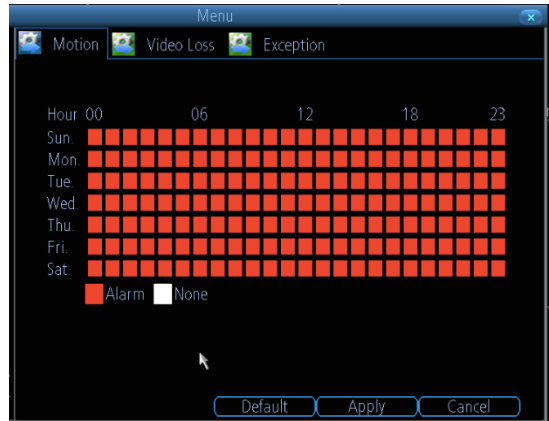 Menu
Motion Video Loss Exception
Hour 00 06 12 18 23
Sun.
Mon.
Tue.
Wed.
Thu.
Fri.
Sat.
Alarm None
Default Apply Cancel